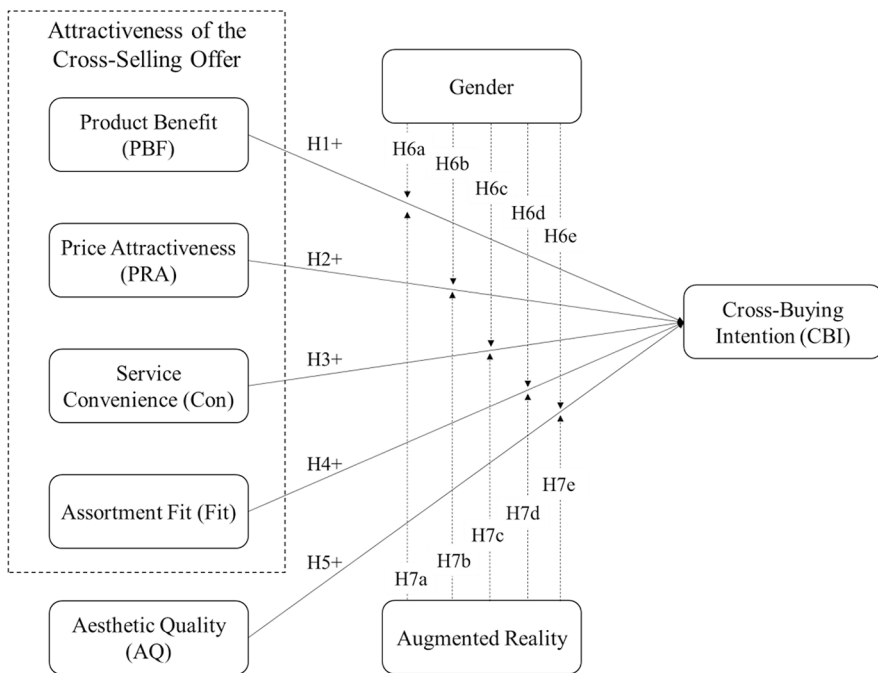 Attractiveness of the
Cross-Selling Offer
Product Benefit
(PBF)
Price Attractiveness
(PRA)
Service
Convenience (Con)
Assortment Fit (Fit)
Aesthetic Quality
(AQ)
H1+
H2+
H3+
H4+
H5+
Gender
H6a
H6b
H6c
H6d
H6e
H7e
H7d
H7c
H7b
H7a
Augmented Reality
Cross-Buying
Intention (CBI)